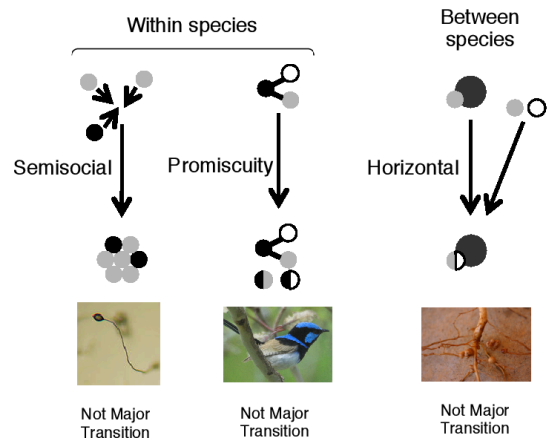 Within species
Between
species
Semisocial
Promiscuity
Horizontal
Not Major
Transition
Not Major
Transition
Not Major
Transition